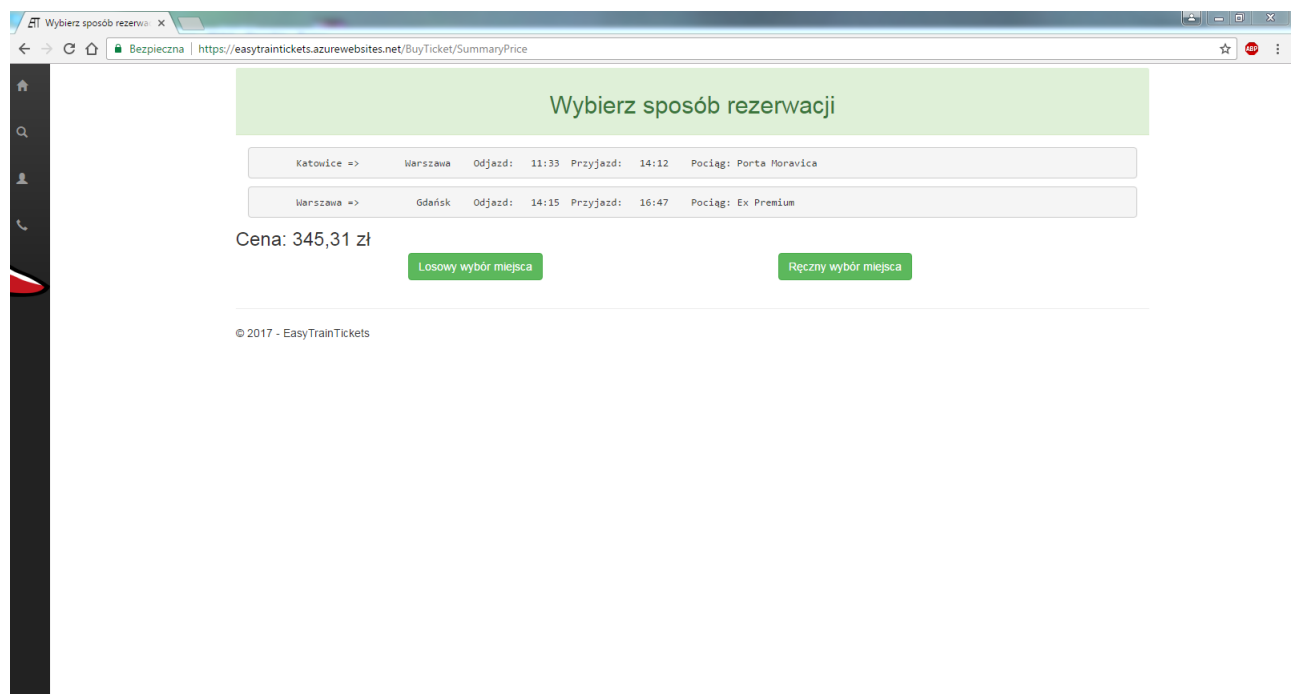 Wybierz sposób rezerwa
Bezpieczna | https://easytraintickets.azurewebsites.net/BuyTicket/SummaryPrice
ABP
Wybierz sposób rezerwacji
Katowice => Warszawa Odjazd: 11:33 Przyjazd: 14:12 Pociąg: Porta Moravica
Warszawa => Gdańsk Odjazd: 14:15 Przyjazd: 16:47 Pociąg: Ex Premium
Cena: 345,31 zł
Losowy wybór miejsca Ręczny wybór miejsca
© 2017 - EasyTrainTickets